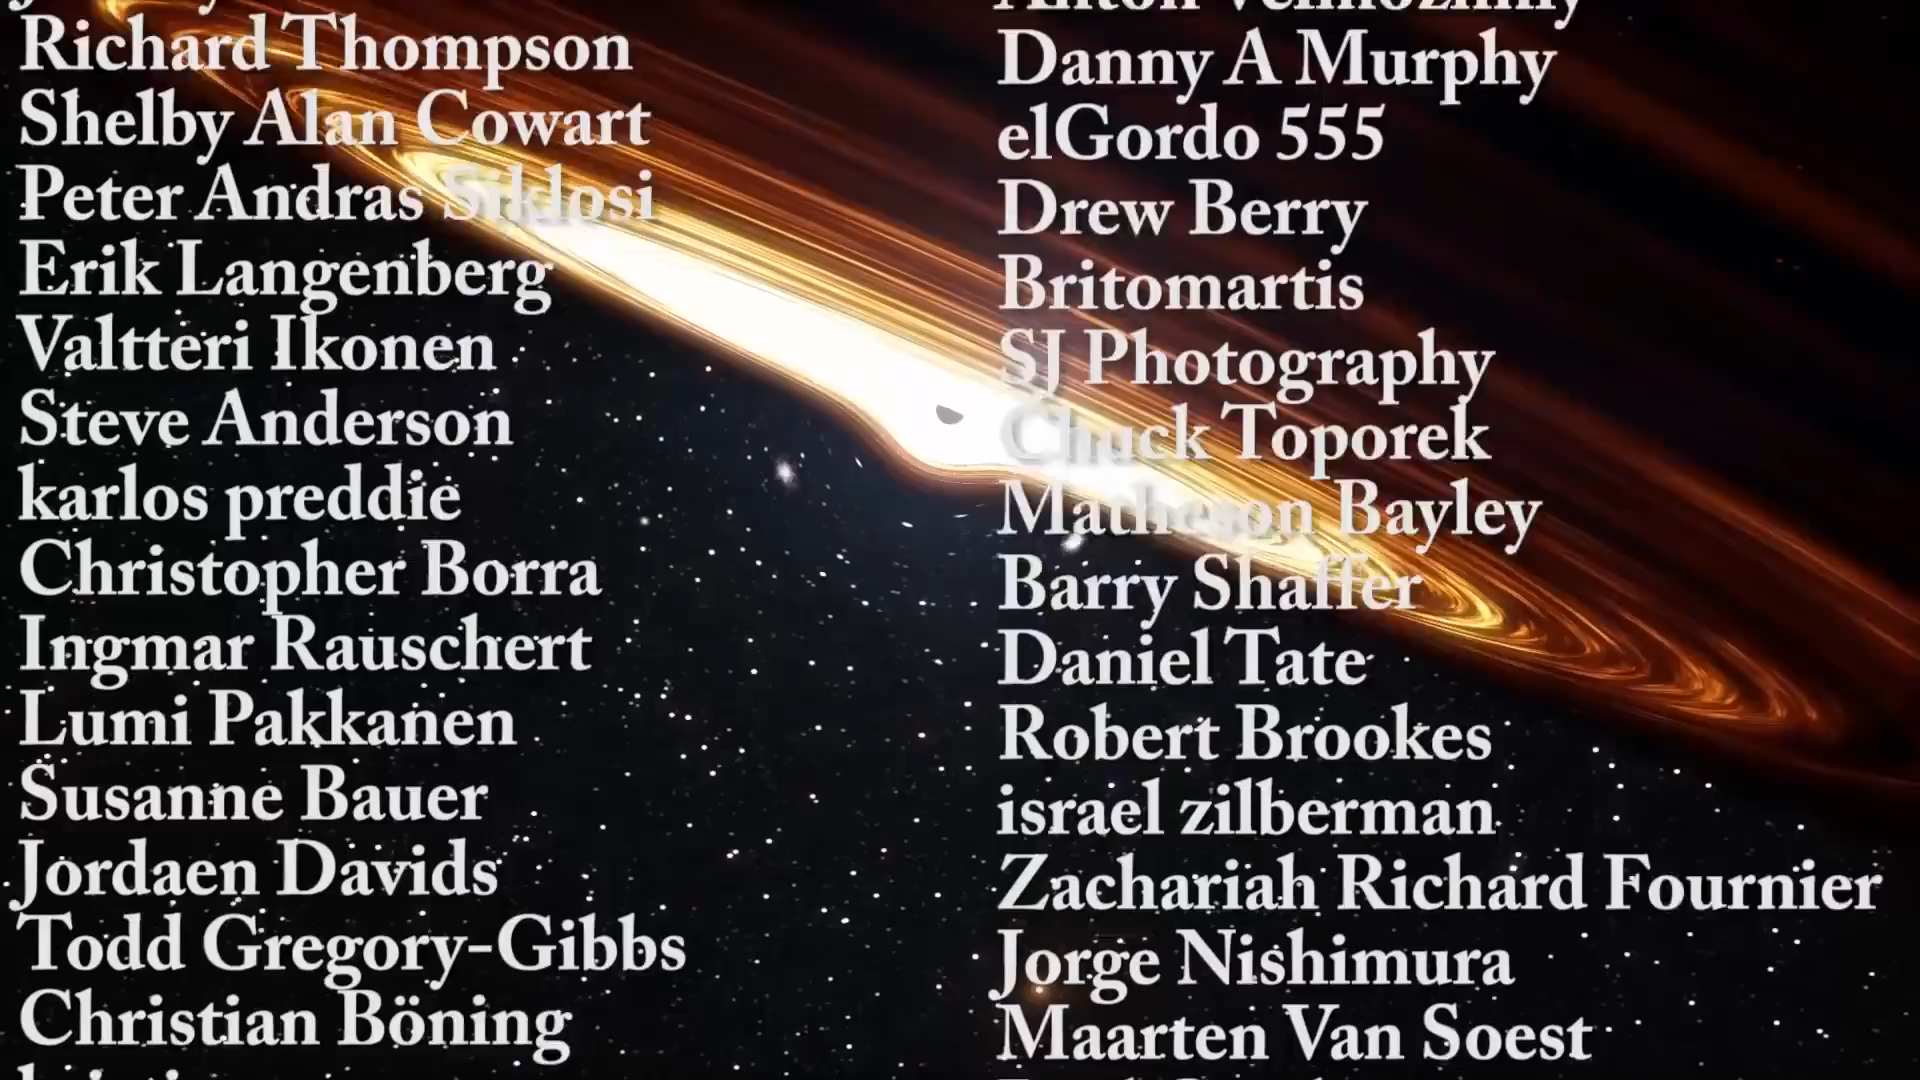 Richard Thompson
Shelby Alan Cowart
Peter Andras Siklosi
Erik Langenberg
Valtteri Ikonen
Steve Anderson
karlos preddie
Christopher Borra
Ingmar Rauschert
Lumi Pakkanen
Susanne Bauer
Jordaen Davids
Todd Gregory-Gibbs
Christian Böning
Danny A Murphy
elGordo 555
Drew Berry
Britomartis
SJ Photography
Chuck Toporek
Matheson Bayley
Barry Shaffer
Daniel Tate
Robert Brookes
israel zilberman
Zachariah Richard Fournier
Jorge Nishimura
Maarten Van Soest